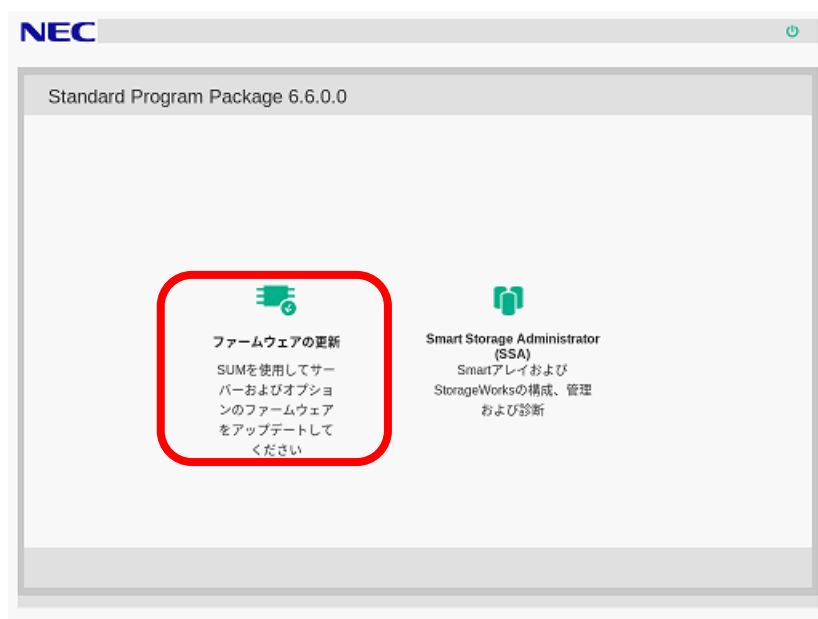 NEC
Standard Program Package 6.6.0.0
ファームウェアの更新
SUMを使用してサー
バーおよびオプショ
ンのファームウェア
をアップデートして
ください
Smart Storage Administrator
(SSA)
Smartアレイおよび
StorageWorksの構成、管理
および診断